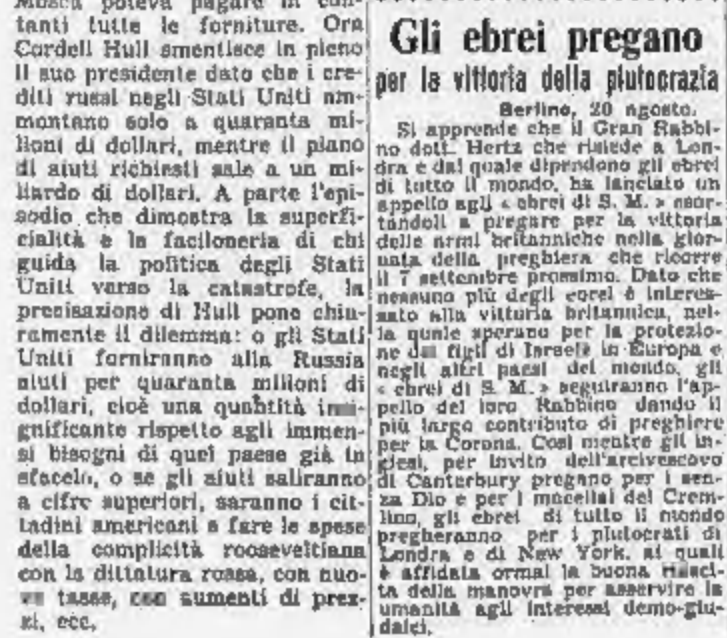 Mosca poteva pagare in con-
tanti tutte le forniture. Ora
Cordell Hull smentisce in pieno
il suo presidente dato che i cre-
diti russi negli Stati Uniti am-
montano solo a quaranta mi-
lioni di dollari, mentre il piano
di aiuti richiesti sale a un mi-
liardo di dollari. A parte l'epi-
sodio che dimostra la superfi-
cialità e la faciloneria di chi
guida la politica degli Stati
Uniti verso la catastrofe, la
precisazione di Hull pone chia-
ramente il dilemma: o gli Stati
Uniti forniranno alla Russia
aiuti per quaranta milioni di
dollari, cioè una quantità insi-
gnificante rispetto agli immen-
si bisogni di quel paese già in
sfacelo, o se gli aiuti saliranno
a cifre superiori, saranno i cit-
tadini americani a fare le spese
della complicità rooseveltiana
con la dittatura rossa, con nuo-
ve tasse, con aumenti di prez-
zi, ecc.
Gli ebrei pregano
per la vittoria della plutocrazia
Berlino, 20 agosto.
Si apprende che il Gran Rabbi-
no dott. Hertz che risiede a Lon-
dra e dal quale dipendono gli ebrei
di tutto il mondo, ha lanciato un
appello agli « ebrei di S. M. » esor-
tandoli a pregare per la vittoria
delle armi britanniche nella gior-
nata della preghiera che ricorre
il 7 settembre prossimo. Dato che
nessuno più degli ebrei è interes-
sato alla vittoria britannica, nel-
la quale sperano per la protezio-
ne dei figli di Israele in Europa e
negli altri paesi del mondo, gli
« ebrei di S. M. » seguiranno l'ap-
pello del loro Rabbino dando il
più largo contributo di preghiere
per la Corona. Così mentre gli in-
glesi, per invito dell'arcivescovo
di Canterbury pregano per i sen-
za Dio e per i macellai del Crem-
lino, gli ebrei di tutto il mondo
pregheranno per i plutocrati di
Londra e di New York, ai quali
è affidata ormai la buona riusci-
ta della manovra per asservire la
umanità agli interessi demo-giu-
daici.